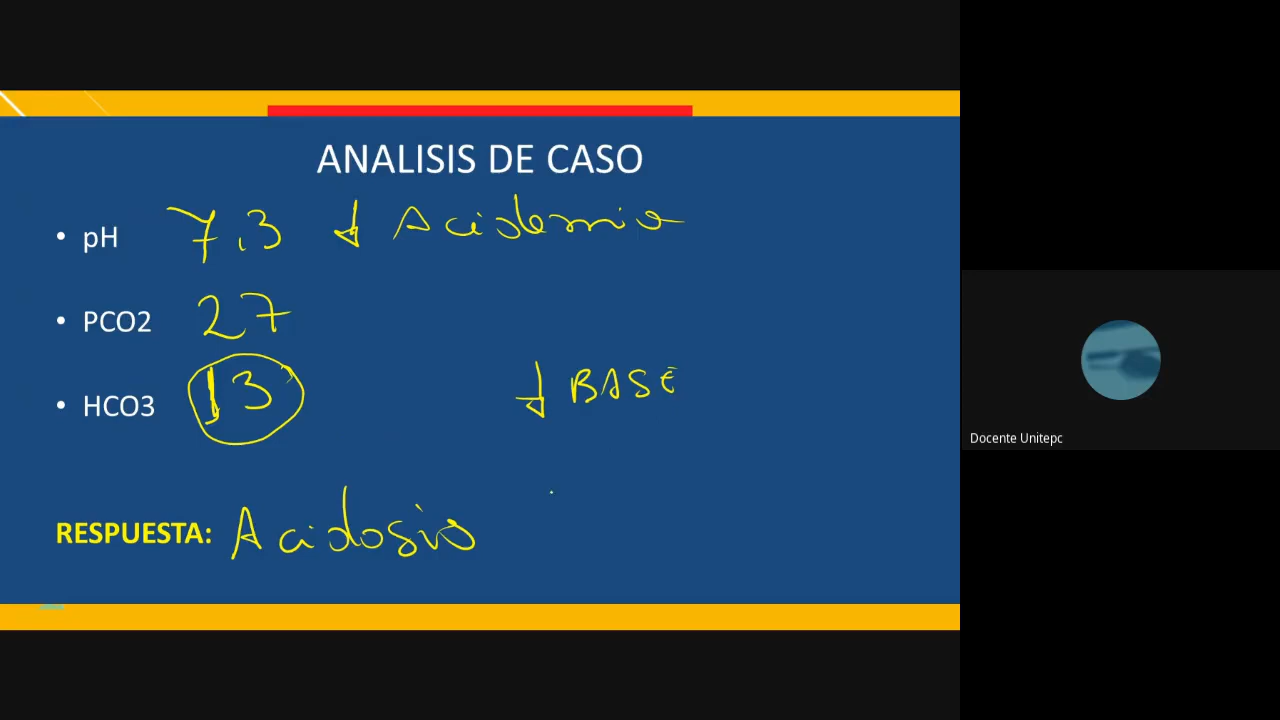 ANALISIS DE CASO
• pH 7,3 ↓ Acidemia
• PCO2 27
• HCO3 13 ↓ BASE
RESPUESTA: Acidosis
Docente Unitepc